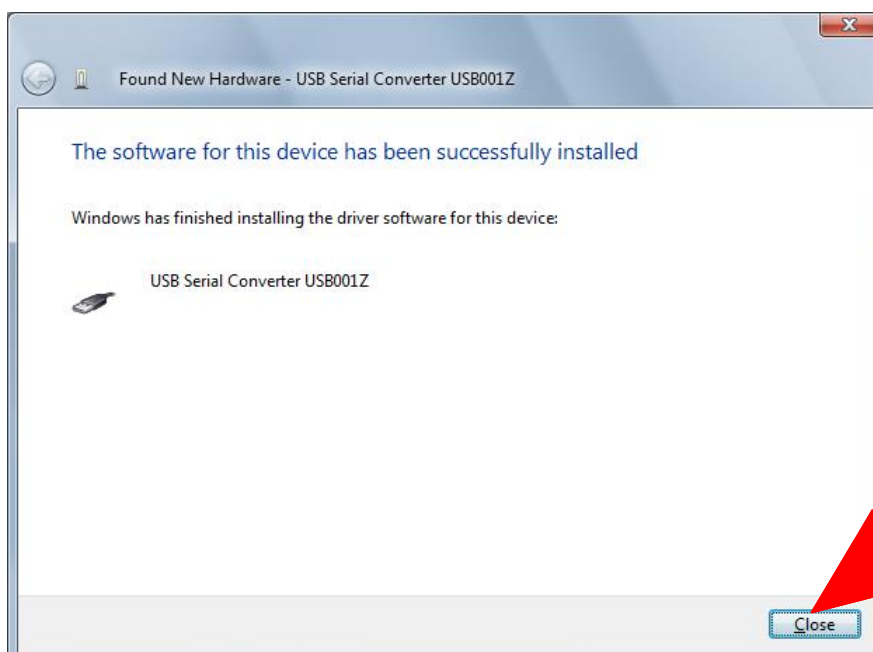 Found New Hardware - USB Serial Converter USB001Z
The software for this device has been successfully installed
Windows has finished installing the driver software for this device:
USB Serial Converter USB001Z
Close